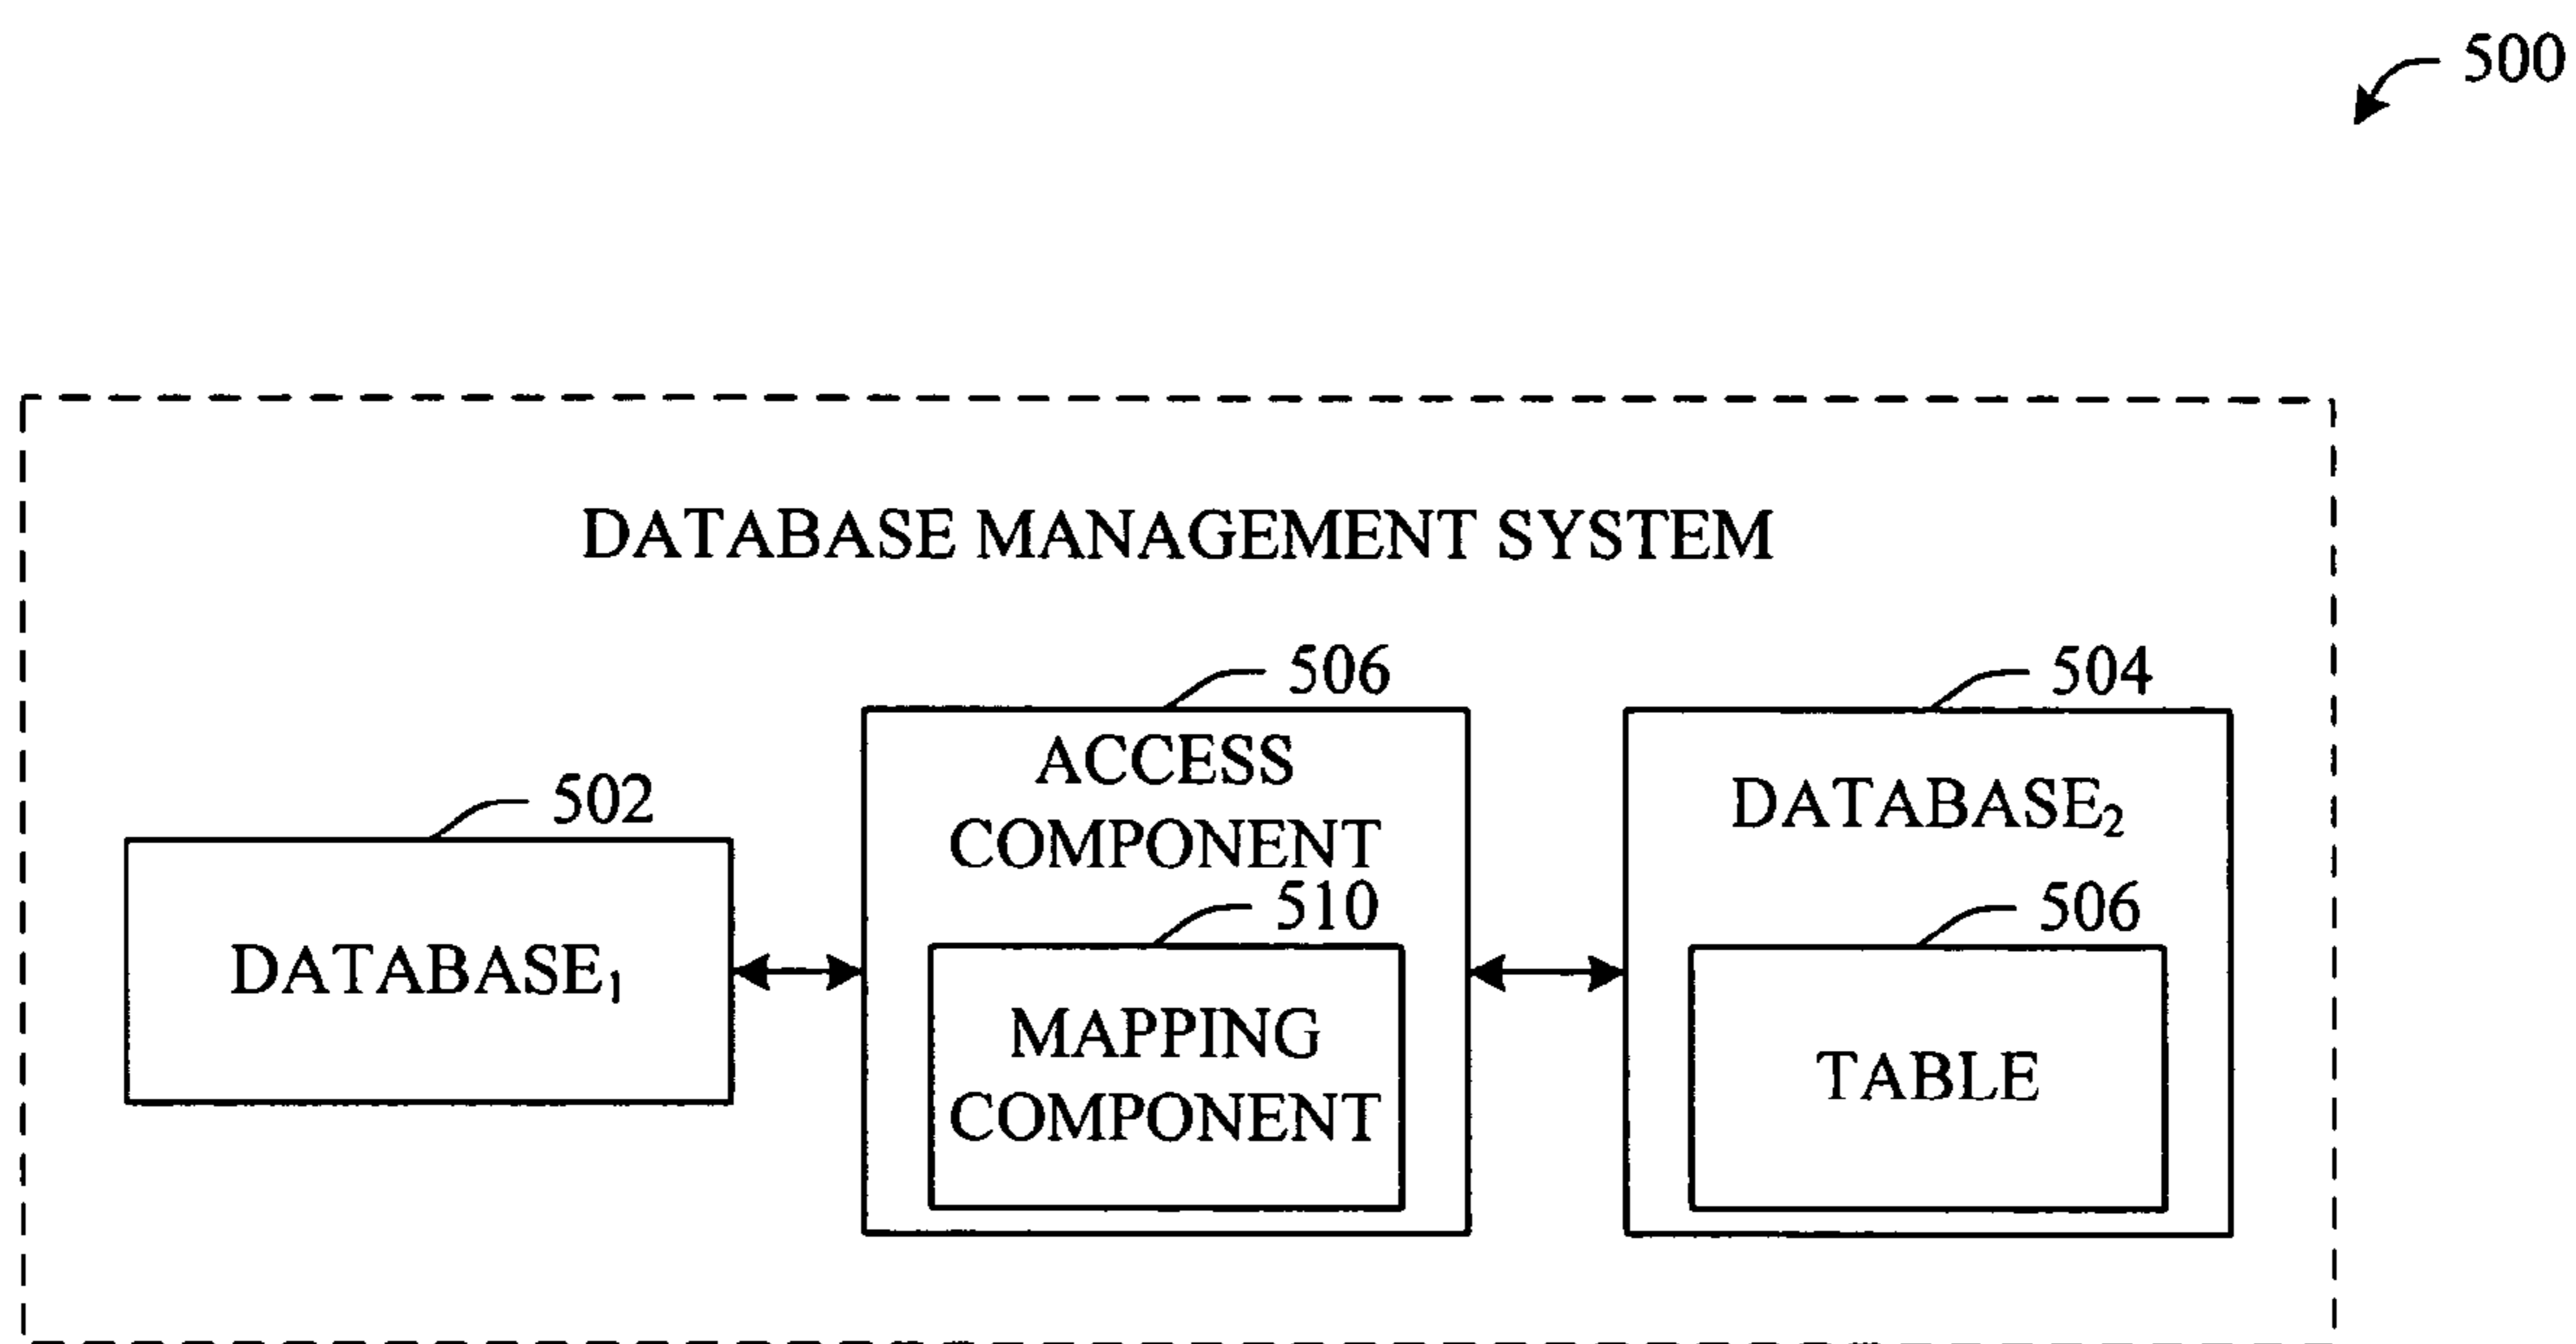 500
DATABASE MANAGEMENT SYSTEM
506
504
ACCESS
COMPONENT
502
DATABASE₂
510
506
DATABASE₁
MAPPING
COMPONENT
TABLE